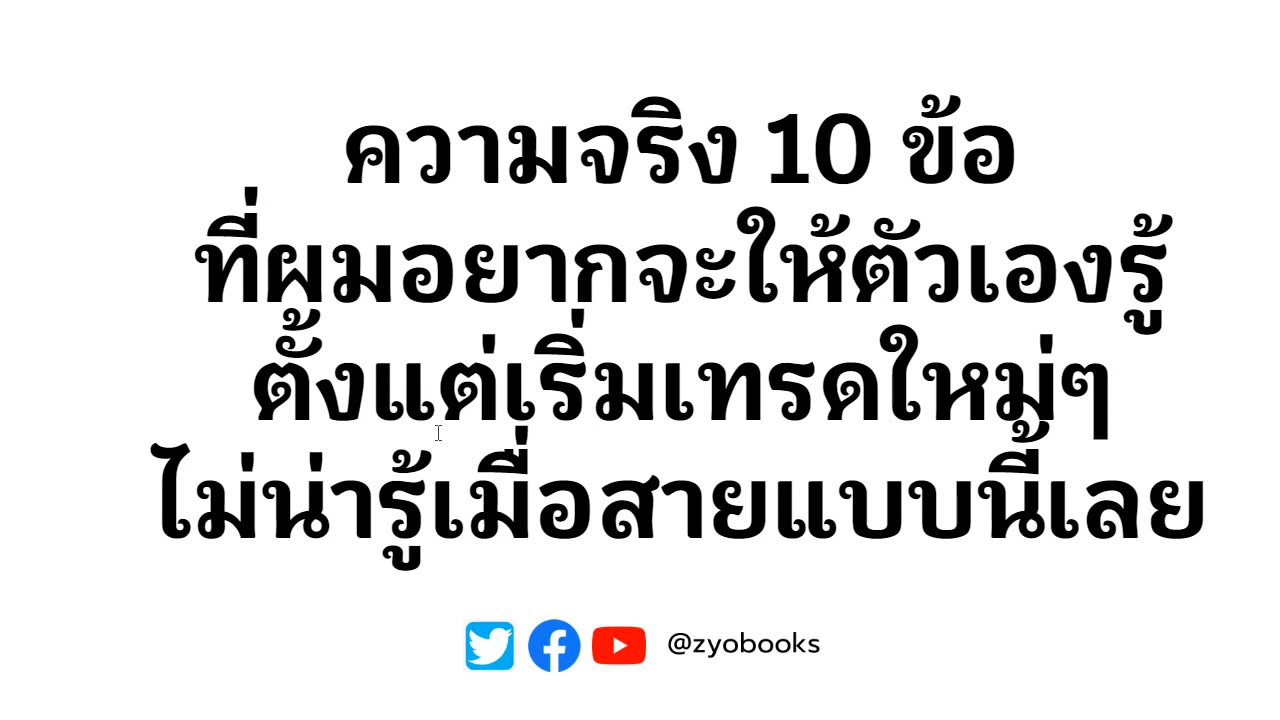 ความจริง 10 ข้อ
ที่ผมอยากจะให้ตัวเองรู้
ตั้งแต่เริ่มเทรดใหม่ๆ
ไม่น่ารู้เมื่อสายแบบนี้เลย
@zyobooks